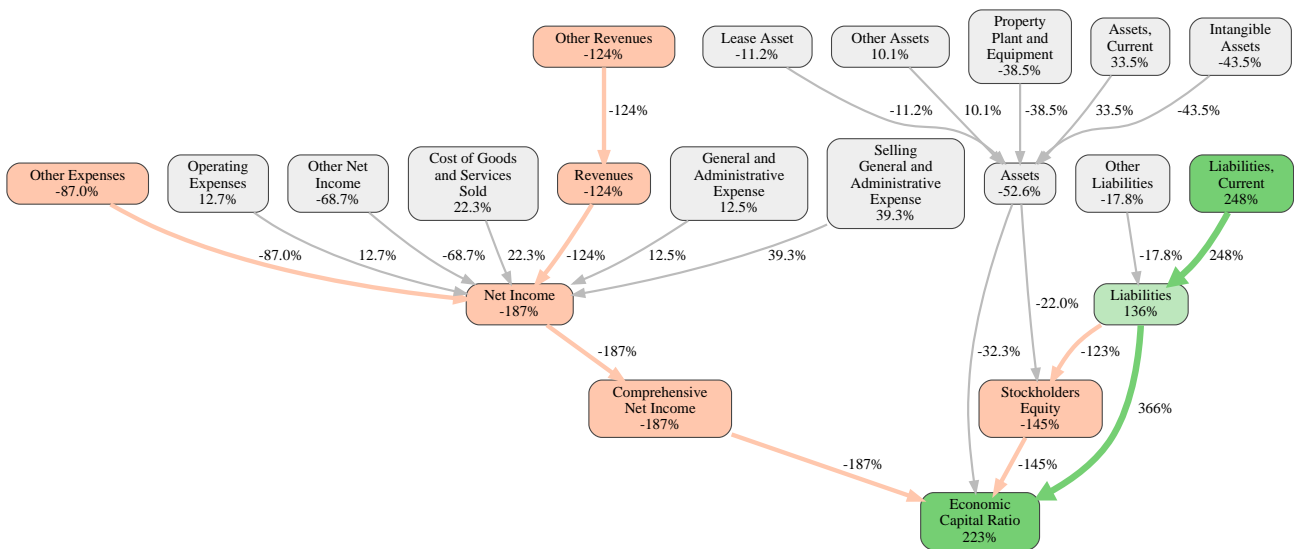 Other Revenues
-124%
Lease Asset
-11.2%
Other Assets
10.1%
Property
Plant and
Equipment
-38.5%
Assets,
Current
33.5%
Intangible
Assets
-43.5%
-124%
-11.2%
10.1%
-38.5%
33.5%
-43.5%
Other Expenses
-87.0%
Operating
Expenses
12.7%
Other Net
Income
-68.7%
Cost of Goods
and Services
Sold
22.3%
Revenues
-124%
General and
Administrative
Expense
12.5%
Selling
General and
Administrative
Expense
39.3%
Assets
-52.6%
Other
Liabilities
-17.8%
Liabilities,
Current
248%
-87.0%
12.7%
-68.7%
22.3%
-124%
12.5%
39.3%
-17.8%
248%
Net Income
-187%
-22.0%
Liabilities
136%
-187%
-32.3%
-123%
Comprehensive
Net Income
-187%
Stockholders
Equity
-145%
366%
-187%
-145%
Economic
Capital Ratio
223%